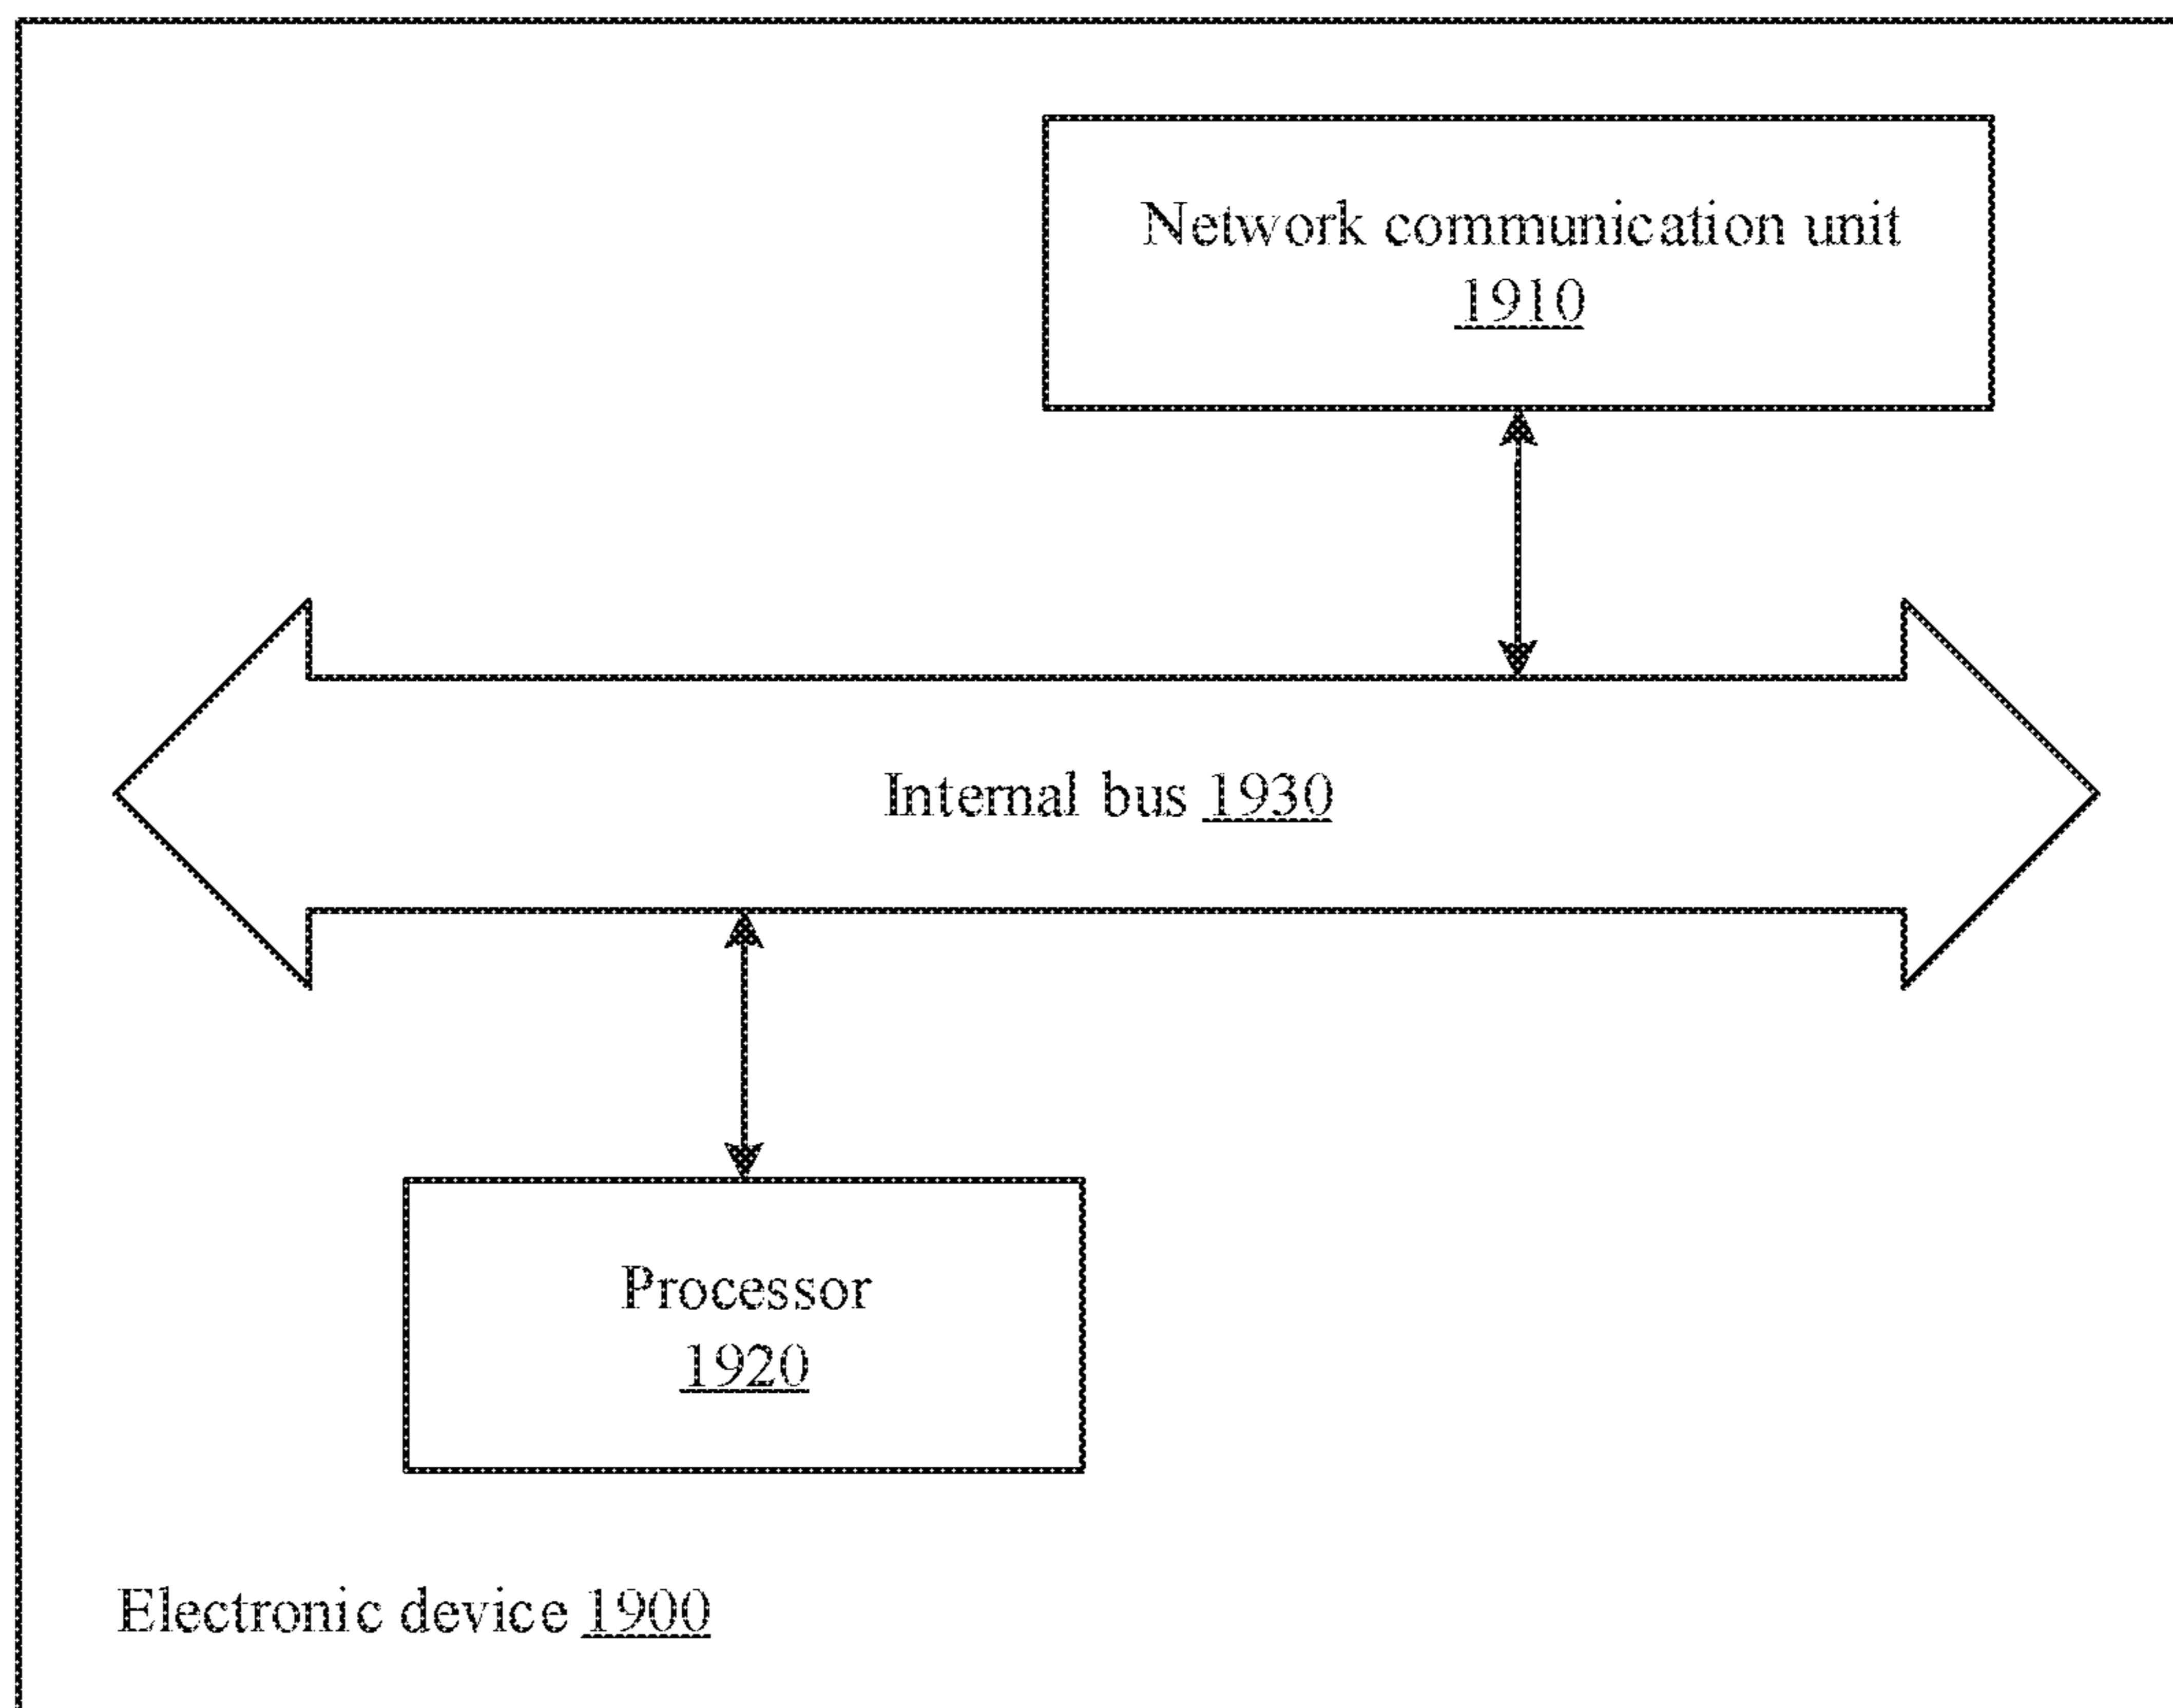 Network communication unit
1910
Internal bus 1930
Processor
1920
Electronic device 1900